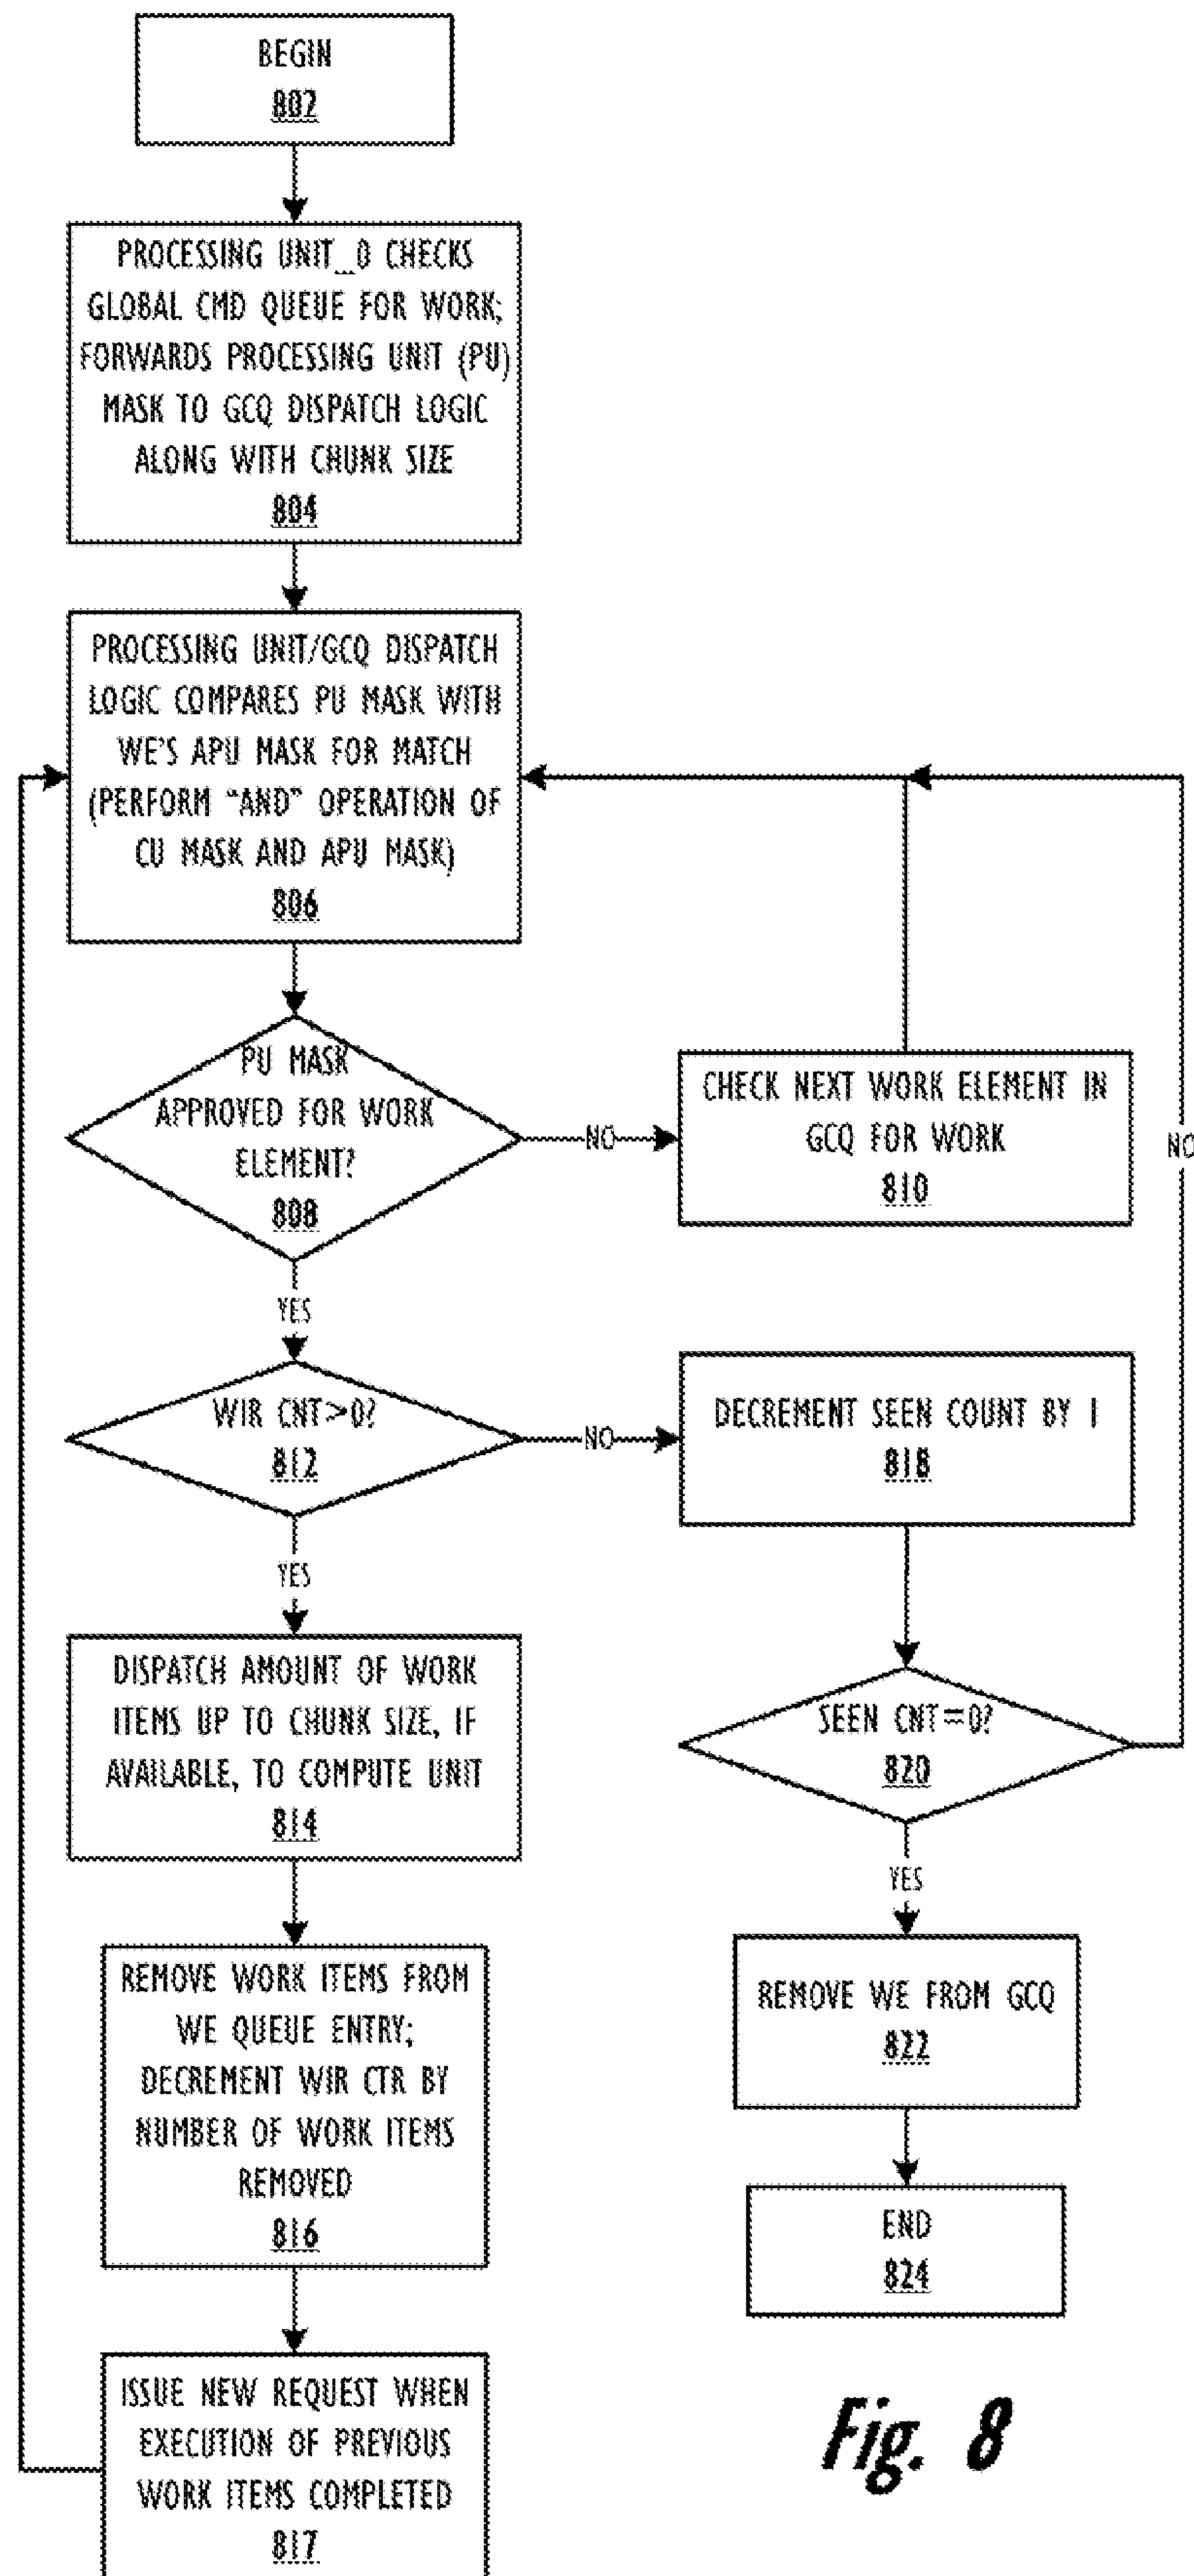 BEGIN
802
PROCESSING UNIT_0 CHECKS
GLOBAL CMD QUEUE FOR WORK;
FORWARDS PROCESSING UNIT (PU)
MASK TO GCQ DISPATCH LOGIC
ALONG WITH CHUNK SIZE
804
PROCESSING UNIT/GCQ DISPATCH
LOGIC COMPARES PU MASK WITH
WE'S APU MASK FOR MATCH
(PERFORM "AND" OPERATION OF
CU MASK AND APU MASK)
806
PU MASK
APPROVED FOR WORK
ELEMENT?
808
NO
CHECK NEXT WORK ELEMENT IN
GCQ FOR WORK
810
NO
YES
WIR CNT>0?
812
NO
DECREMENT SEEN COUNT BY 1
818
YES
DISPATCH AMOUNT OF WORK
ITEMS UP TO CHUNK SIZE, IF
AVAILABLE, TO COMPUTE UNIT
814
SEEN CNT=0?
820
YES
REMOVE WORK ITEMS FROM
WE QUEUE ENTRY;
DECREMENT WIR CTR BY
NUMBER OF WORK ITEMS
REMOVED
816
REMOVE WE FROM GCQ
822
END
824
ISSUE NEW REQUEST WHEN
EXECUTION OF PREVIOUS
WORK ITEMS COMPLETED
817
Fig. 8